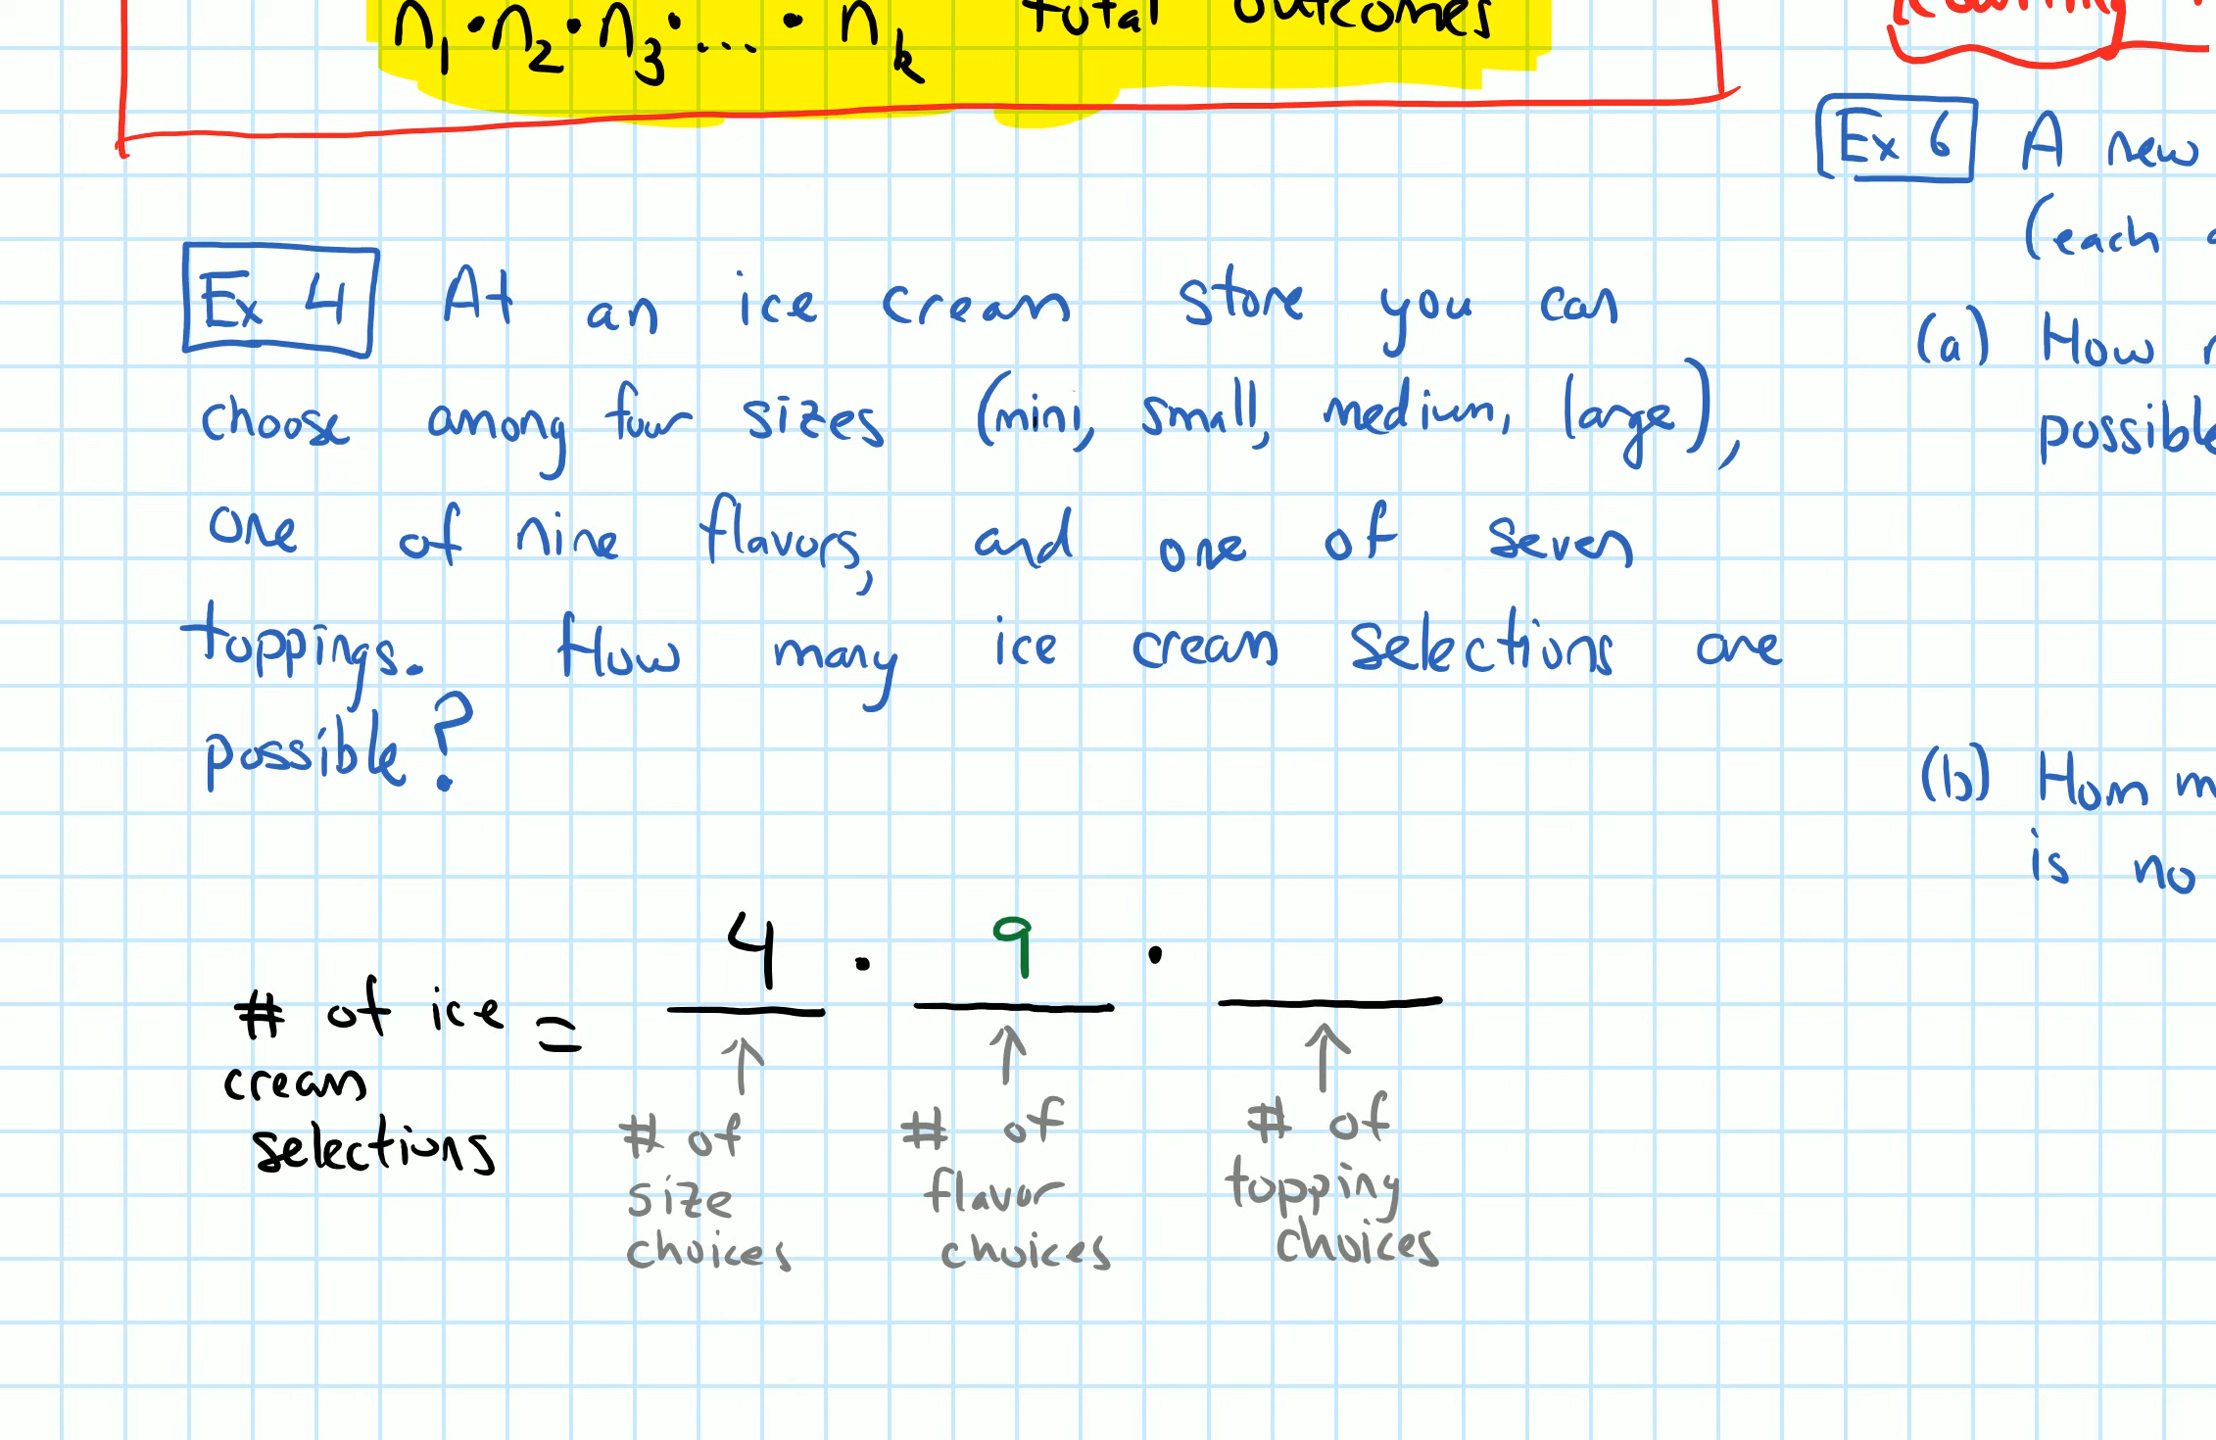 n1 · n2 · n3 · ... · nk total outcomes
Ex 4 At an ice cream store you can
choose among four sizes (mini, small, medium, large),
one of nine flavors, and one of seven
toppings. How many ice cream selections are
possible?
# of ice cream selections = 4 · 9 · ____
# of size choices
# of flavor choices
# of topping choices
Ex 6 A new
(each
(a) How
possible
(b) How m
is no